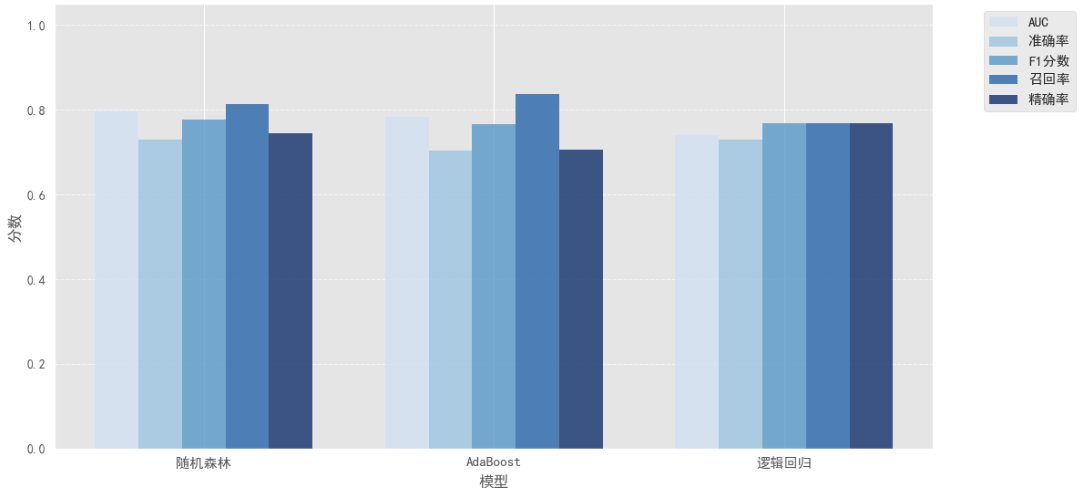 1.0
0.8
0.6
0.4
0.2
0.0
分数
随机森林
AdaBoost
逻辑回归
模型
AUC
准确率
F1分数
召回率
精确率